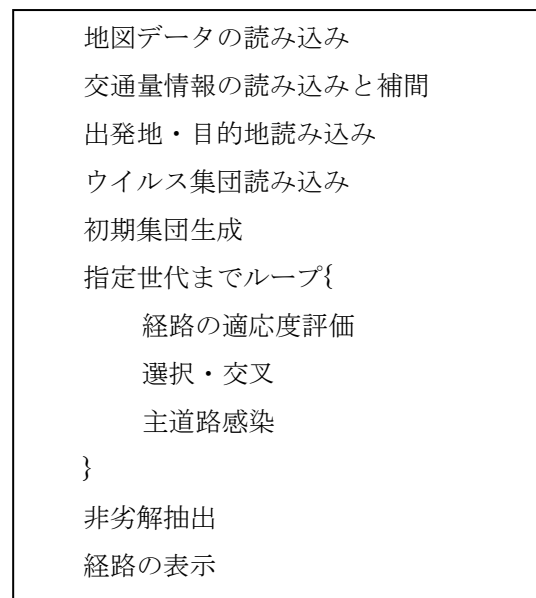 地図データの読み込み
交通量情報の読み込みと補間
出発地・目的地読み込み
ウイルス集団読み込み
初期集団生成
指定世代までループ{
経路の適応度評価
選択・交叉
主道路感染
}
非劣解抽出
経路の表示